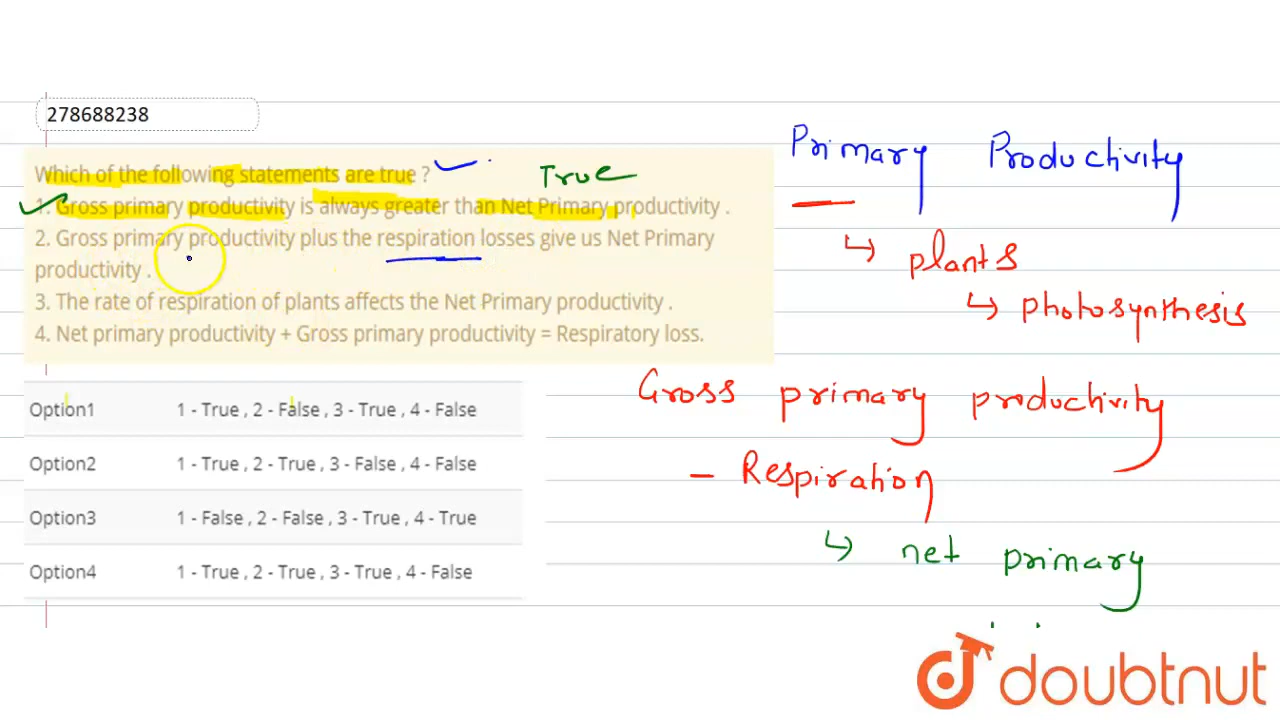 278688238
Which of the following statements are true ?
True
1. Gross primary productivity is always greater than Net Primary productivity .
2. Gross primary productivity plus the respiration losses give us Net Primary
productivity .
3. The rate of respiration of plants affects the Net Primary productivity .
4. Net primary productivity + Gross primary productivity = Respiratory loss.
Option1 1 - True , 2 - False , 3 - True , 4 - False
Option2 1 - True , 2 - True , 3 - False , 4 - False
Option3 1 - False , 2 - False , 3 - True , 4 - True
Option4 1 - True , 2 - True , 3 - True , 4 - False
Primary Productivity
↳ plants
↳ photosynthesis
Gross primary productivity
- Respiration
↳ net primary
doubtnut